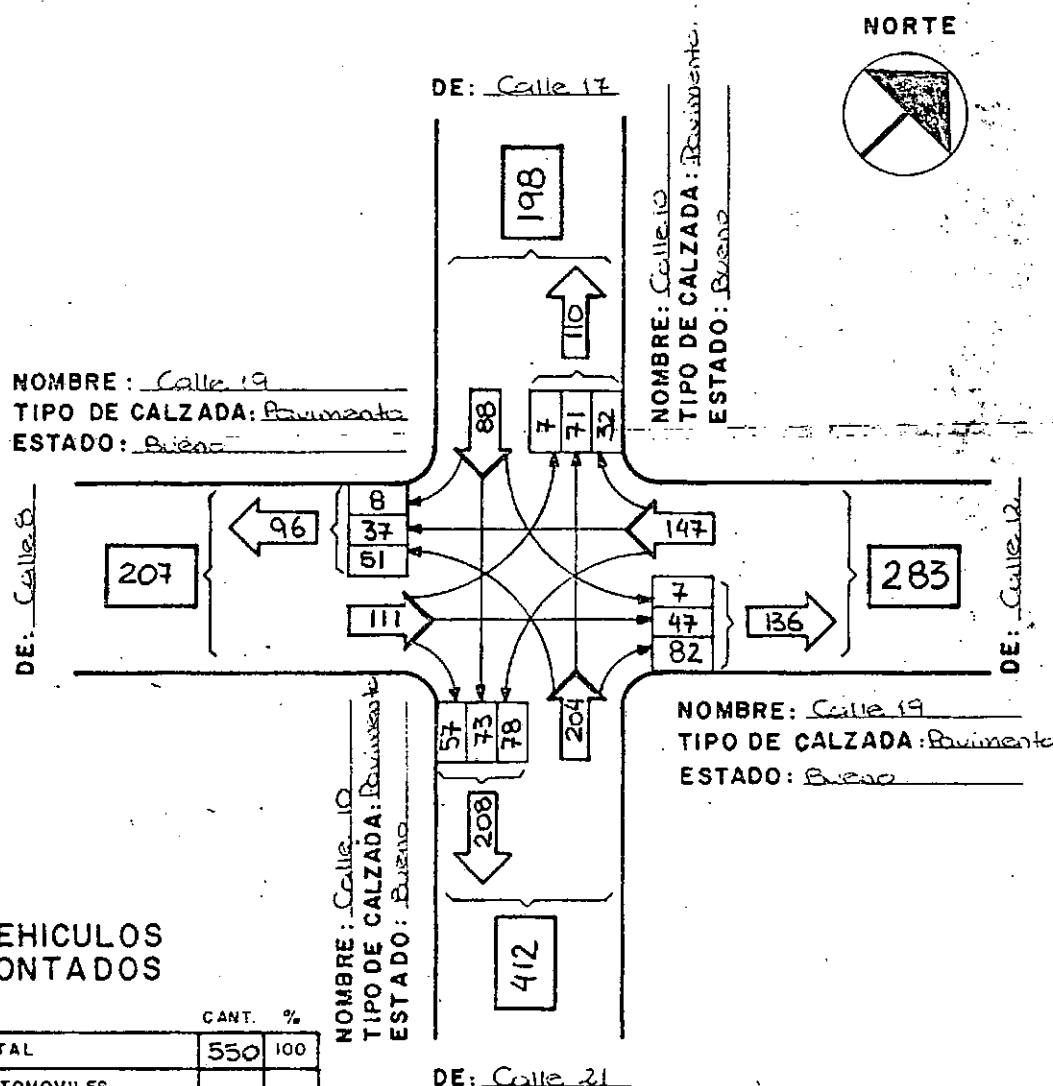 NORTE
DE: Calle 17
198
NOMBRE: Calle 10
TIPO DE CALZADA: Pavimento
ESTADO: Bueno
110
NOMBRE: Calle 19
TIPO DE CALZADA: Pavimento
ESTADO: Bueno
88
7 71 32
DE: Calle 8
207
96
8
37
51
147
283
DE: Calle 12
111
7
47
82
136
57 73 78
204
NOMBRE: Calle 19
TIPO DE CALZADA: Pavimento
ESTADO: Bueno
208
NOMBRE: Calle 10
TIPO DE CALZADA: Pavimento
ESTADO: Bueno
412
EHICULOS
ONTADOS
CANT. %
TAL 550 100
TOMOVILES
DE: Calle 21